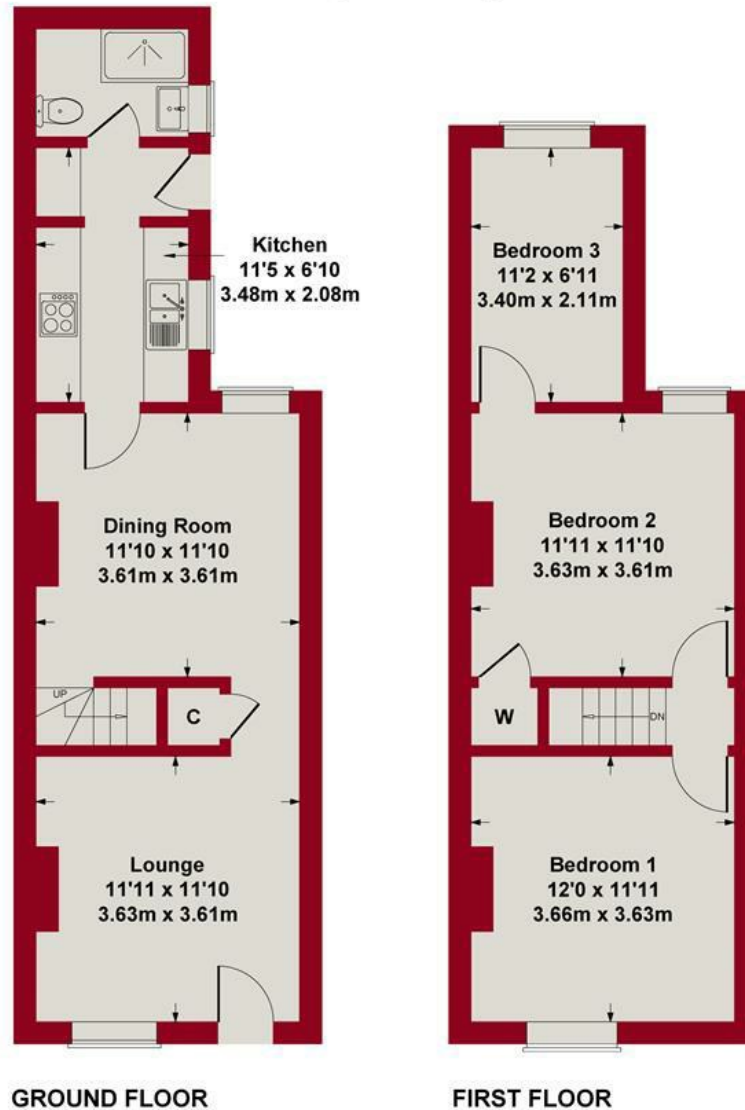 Kitchen
11'5 x 6'10
3.48m x 2.08m
Dining Room
11'10 x 11'10
3.61m x 3.61m
UP
C
Lounge
11'11 x 11'10
3.63m x 3.61m
GROUND FLOOR
Bedroom 3
11'2 x 6'11
3.40m x 2.11m
Bedroom 2
11'11 x 11'10
3.63m x 3.61m
W
DN
Bedroom 1
12'0 x 11'11
3.66m x 3.63m
FIRST FLOOR